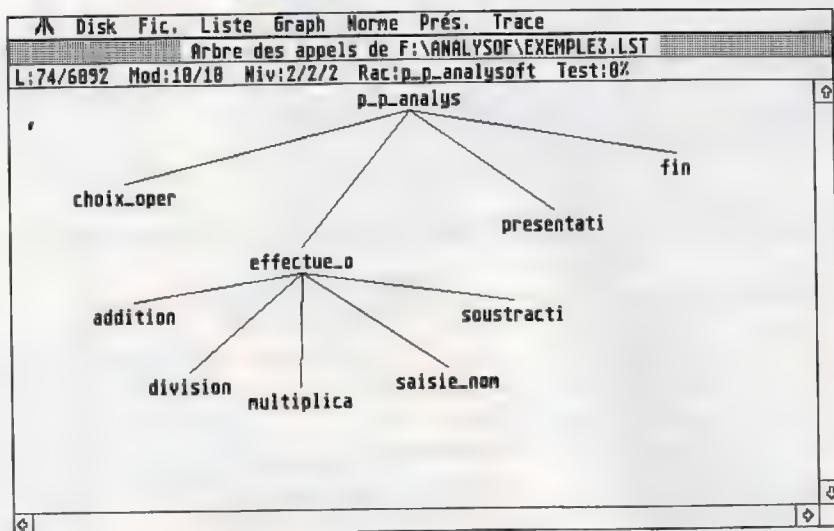 Disk Fic. Liste Graph Norme Prés. Trace
Arbre des appels de F:\ANALYSOF\EXEMPLE3.LST
L:74/6092 Mod:10/10 Niv:2/2/2 Rac:p_p_analysoft Test:0%
p_p_analys
fin
choix_oper
presentati
effectue_o
addition
soustracti
division
saisie_nom
multiplica